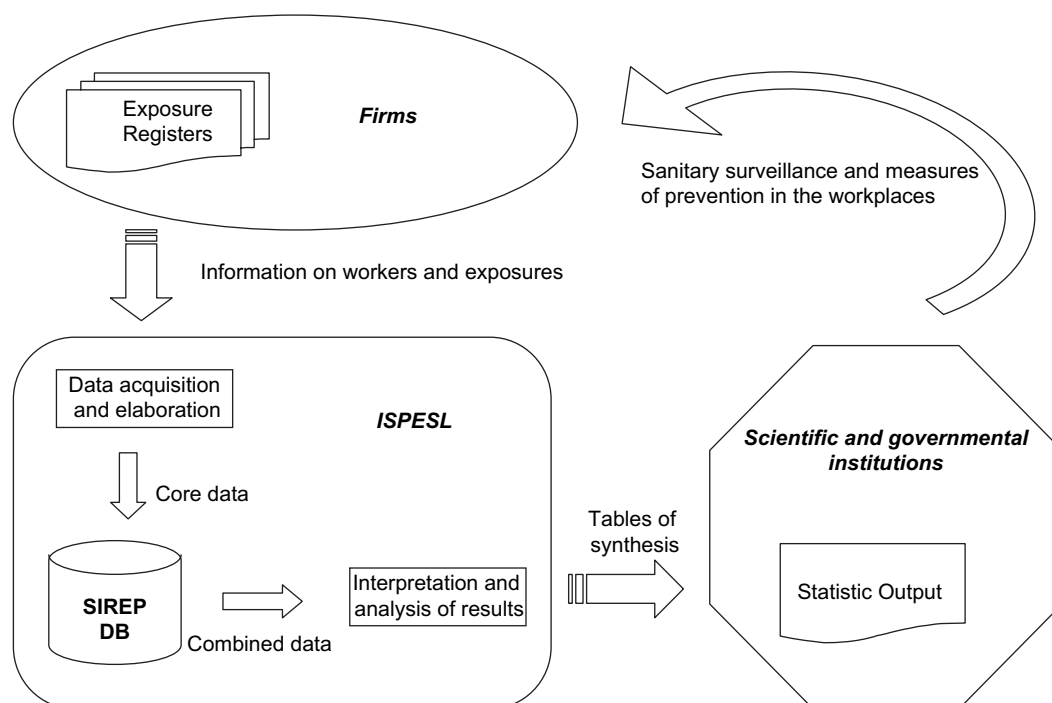 Exposure
Registers
Firms
Sanitary surveillance and measures
of prevention in the workplaces
Information on workers and exposures
Data acquisition
and elaboration
ISPESL
Core data
SIREP
DB
Combined data
Interpretation and
analysis of results
Tables of
synthesis
Scientific and governmental
institutions
Statistic Output